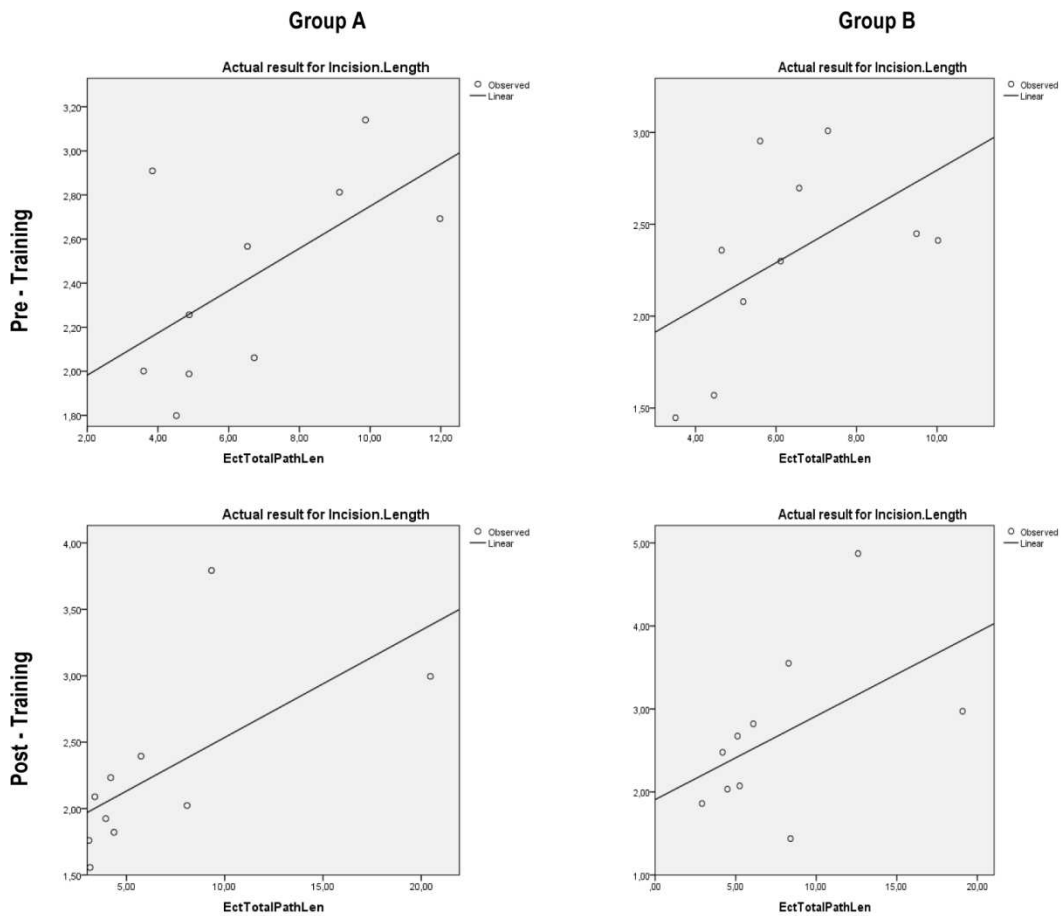 Group A
Group B
Pre - Training
Actual result for Incision.Length
Observed
Linear
3,20
3,00
2,80
2,60
2,40
2,20
2,00
1,80
2,00 4,00 6,00 8,00 10,00 12,00
EctTotalPathLen
Actual result for Incision.Length
Observed
Linear
3,00
2,50
2,00
1,50
4,00 6,00 8,00 10,00
EctTotalPathLen
Post - Training
Actual result for Incision.Length
Observed
Linear
4,00
3,50
3,00
2,50
2,00
1,50
5,00 10,00 15,00 20,00
EctTotalPathLen
Actual result for Incision.Length
Observed
Linear
5,00
4,00
3,00
2,00
1,00
,00 5,00 10,00 15,00 20,00
EctTotalPathLen